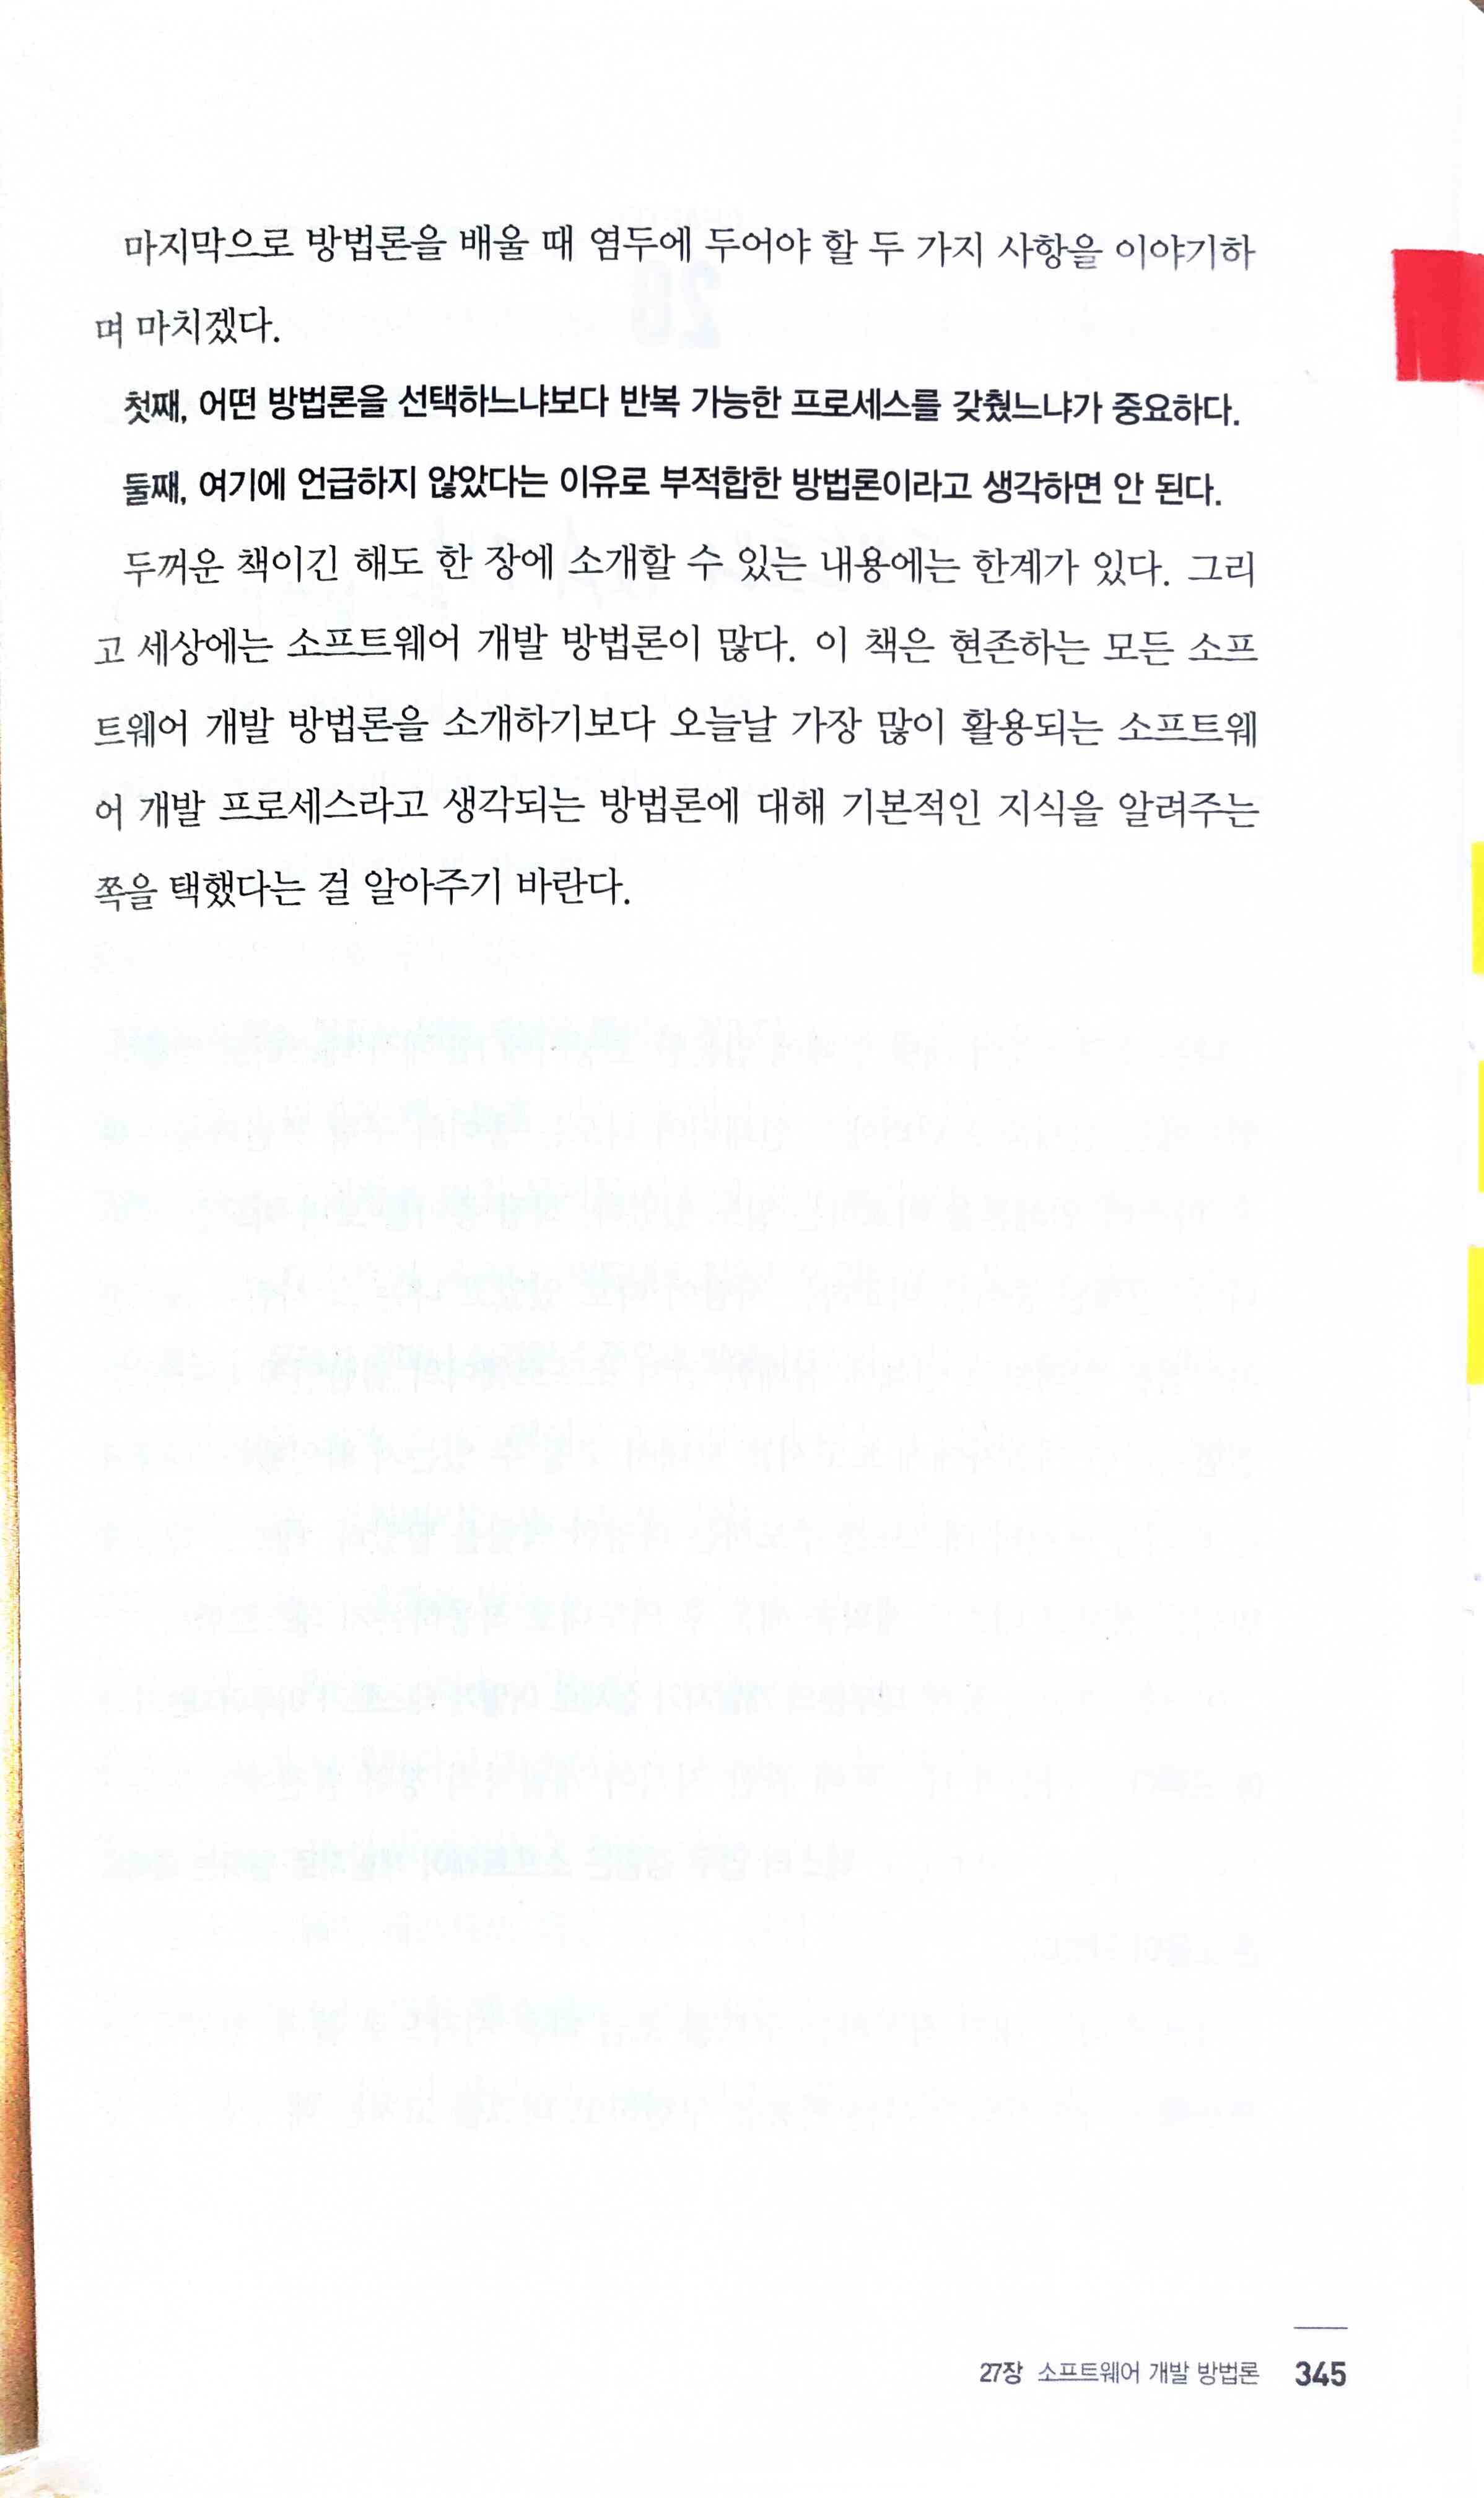 마지막으로 방법론을 배울 때 염두에 두어야 할 두 가지 사항을 이야기하
며 마치겠다.
첫째, 어떤 방법론을 선택하느냐보다 반복 가능한 프로세스를 갖췄느냐가 중요하다.
둘째, 여기에 언급하지 않았다는 이유로 부적합한 방법론이라고 생각하면 안 된다.
두꺼운 책이긴 해도 한 장에 소개할 수 있는 내용에는 한계가 있다. 그리
고 세상에는 소프트웨어 개발 방법론이 많다. 이 책은 현존하는 모든 소프
트웨어 개발 방법론을 소개하기보다 오늘날 가장 많이 활용되는 소프트웨
어 개발 프로세스라고 생각되는 방법론에 대해 기본적인 지식을 알려주는
쪽을 택했다는 걸 알아주기 바란다.
27장 소프트웨어 개발 방법론 345